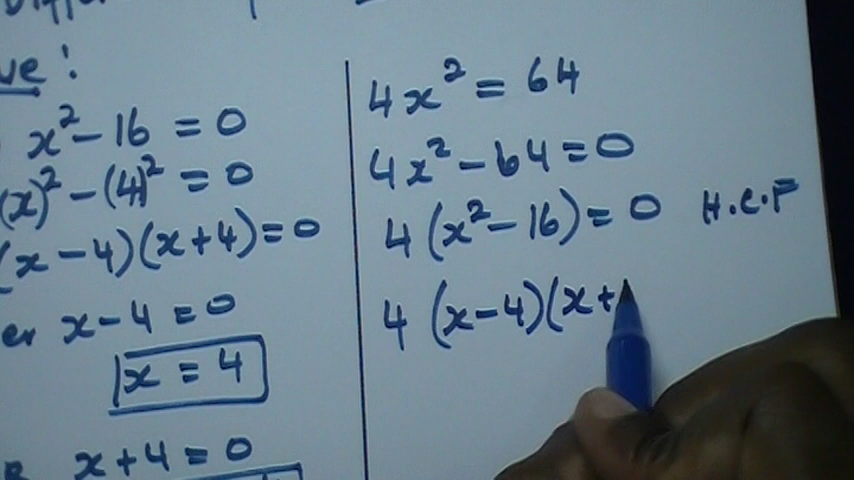 x² - 16 = 0
(x)² - (4)² = 0
(x - 4)(x + 4) = 0
x - 4 = 0
x = 4
x + 4 = 0
4x² = 64
4x² - 64 = 0
4(x² - 16) = 0 H.C.F
4(x - 4)(x +